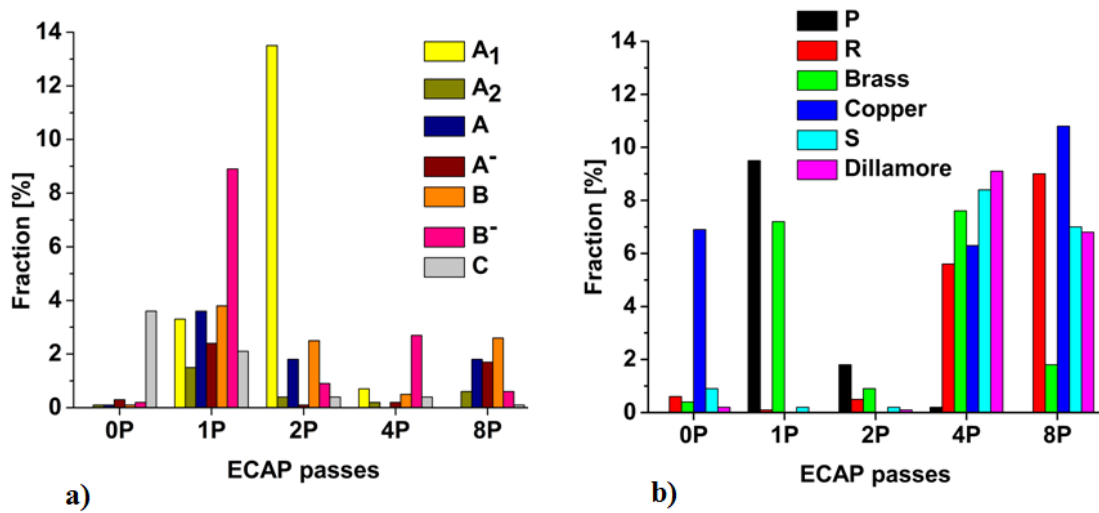 14
12
10
8
6
4
2
0
Fraction [%]
A1
A2
A
A-
B
B-
C
0P 1P 2P 4P 8P
ECAP passes
a)
14
12
10
8
6
4
2
0
Fraction [%]
P
R
Brass
Copper
S
Dillamore
0P 1P 2P 4P 8P
ECAP passes
b)